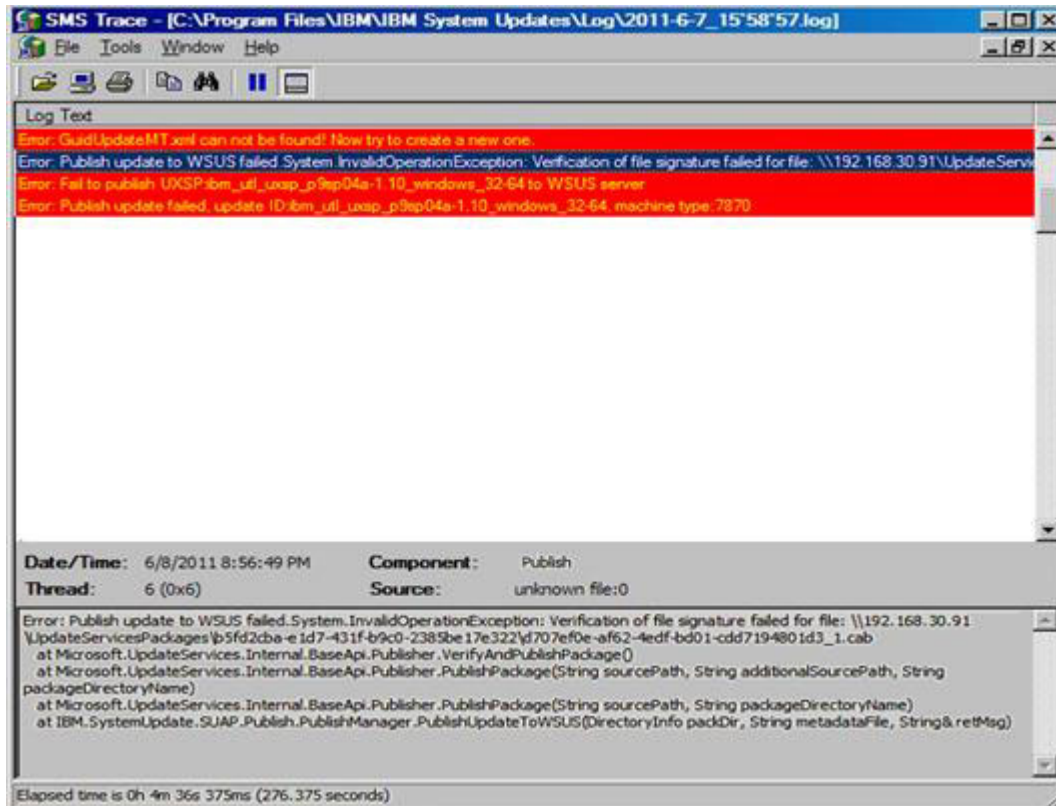 SMS Trace - [C:\Program Files\IBM\IBM System Updates\Log\2011-6-7_15'58'57.log]
File Tools Window Help
Log Text
Error: GuidUpdateMT.xml can not be found! Now try to create a new one.
Error: Publish update to WSUS failed.System.InvalidOperationException: Verification of file signature failed for file: \\192.168.30.91\UpdateServi
Error: Fail to publish UXSP:ibm_utl_uxsp_p9sp04a-1.10_windows_32-64 to WSUS server
Error: Publish update failed, update ID:ibm_utl_uxsp_p9sp04a-1.10_windows_32-64, machine type:7870
Date/Time: 6/8/2011 8:56:49 PM Component: Publish
Thread: 6 (0x6) Source: unknown file:0
Error: Publish update to WSUS failed.System.InvalidOperationException: Verification of file signature failed for file: \\192.168.30.91
\UpdateServicesPackages\b5fd2cba-e1d7-431f-b9c0-2385be17e322\d707ef0e-af62-4edf-bd01-cdd7194801d3_1.cab
at Microsoft.UpdateServices.Internal.BaseApi.Publisher.VerifyAndPublishPackage()
at Microsoft.UpdateServices.Internal.BaseApi.Publisher.PublishPackage(String sourcePath, String additionalSourcePath, String
packageDirectoryName)
at Microsoft.UpdateServices.Internal.BaseApi.Publisher.PublishPackage(String sourcePath, String packageDirectoryName)
at IBM.SystemUpdate.SUAP.Publish.PublishManager.PublishUpdateToWSUS(DirectoryInfo packDir, String metadataFile, String& retMsg)
Elapsed time is 0h 4m 36s 375ms (276.375 seconds)